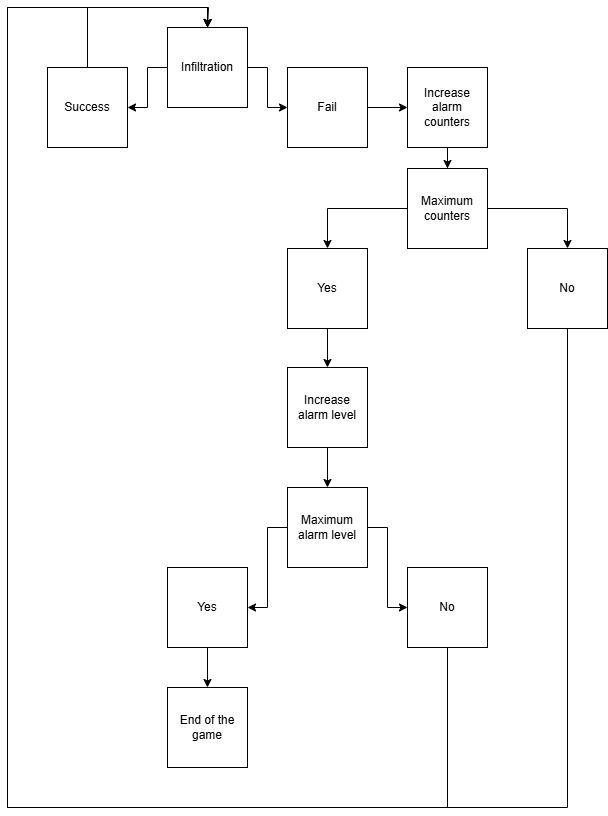 Infiltration
Success
Fail
Increase
alarm
counters
Maximum
counters
Yes
No
Increase
alarm level
Maximum
alarm level
Yes
No
End of the
game